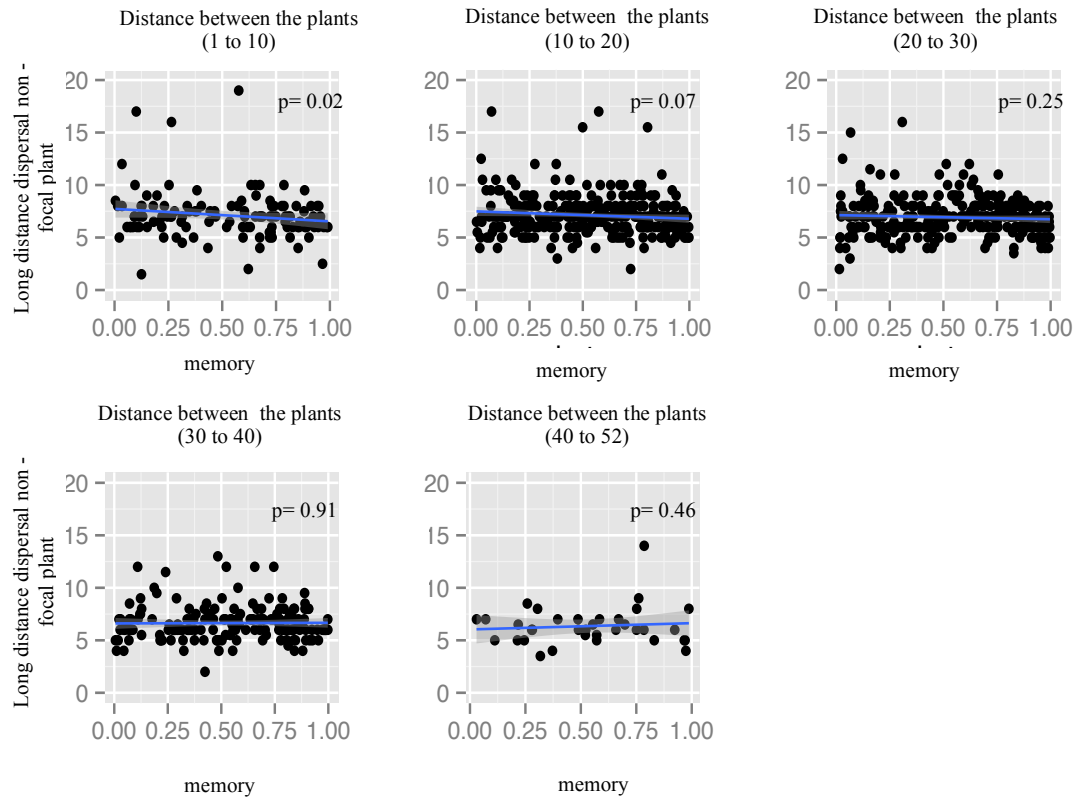 Distance between the plants
(1 to 10)
Distance between the plants
(10 to 20)
Distance between the plants
(20 to 30)
Long distance dispersal non -
focal plant
20
15
10
5
0
p= 0.02
0.00 0.25 0.50 0.75 1.00
memory
20
15
10
5
0
p= 0.07
0.00 0.25 0.50 0.75 1.00
memory
20
15
10
5
0
p= 0.25
0.00 0.25 0.50 0.75 1.00
memory
Distance between the plants
(30 to 40)
Distance between the plants
(40 to 52)
Long distance dispersal non -
focal plant
20
15
10
5
0
p= 0.91
0.00 0.25 0.50 0.75 1.00
memory
20
15
10
5
0
p= 0.46
0.00 0.25 0.50 0.75 1.00
memory